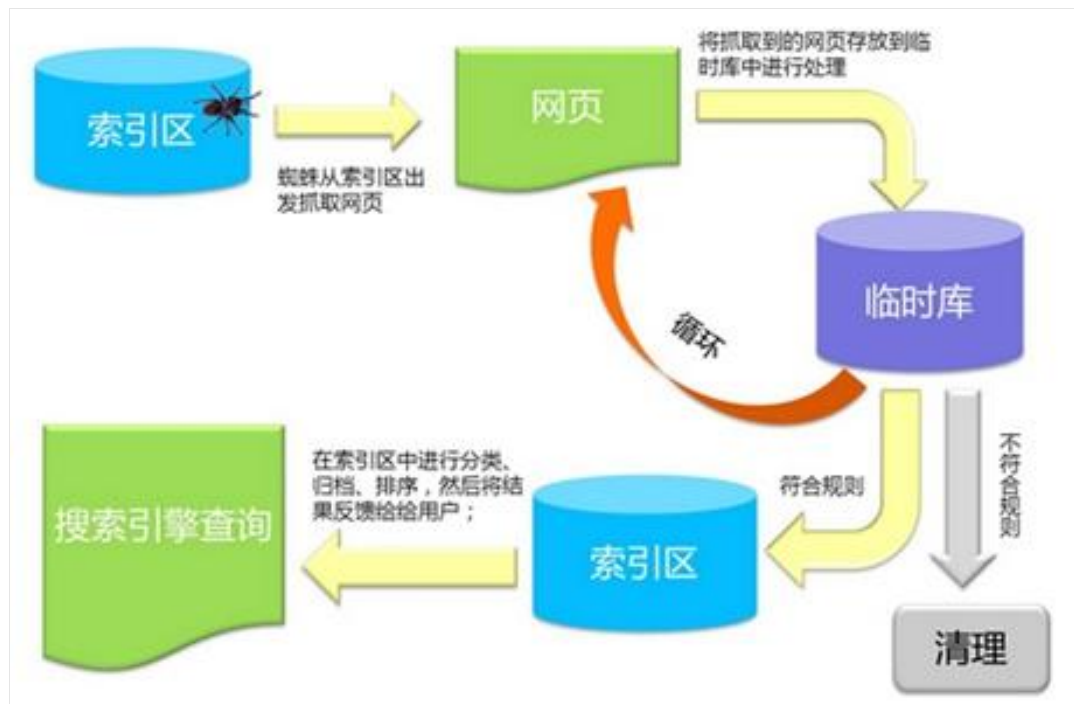 索引区
蜘蛛从索引区出
发抓取网页
网页
将抓取到的网页存放到临
时库中进行处理
临时库
循环
符合规则
不符合规则
清理
索引区
在索引区中进行分类、
归档、排序，然后将结
果反馈给给用户；
搜索引擎查询